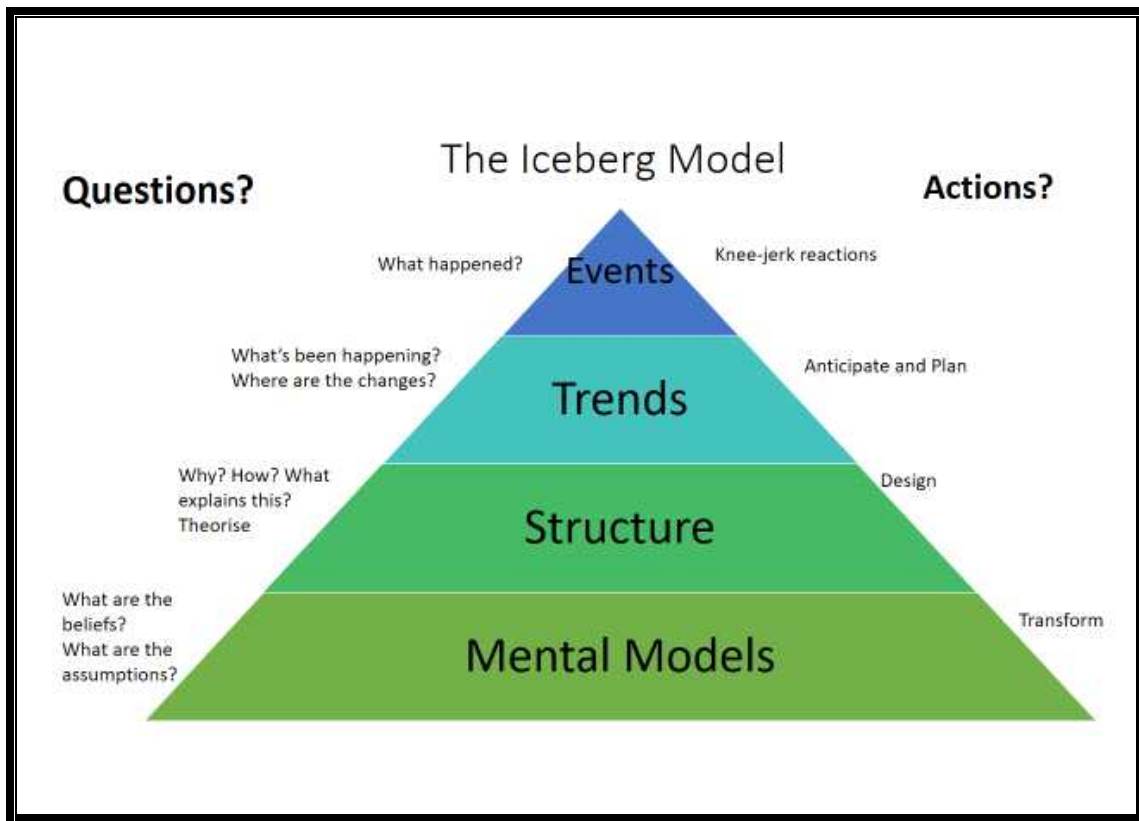 The Iceberg Model
Questions?
Actions?
What happened?
Events
Knee-jerk reactions
What's been happening?
Where are the changes?
Trends
Anticipate and Plan
Why? How? What
explains this?
Theorise
Structure
Design
What are the
beliefs?
What are the
assumptions?
Mental Models
Transform